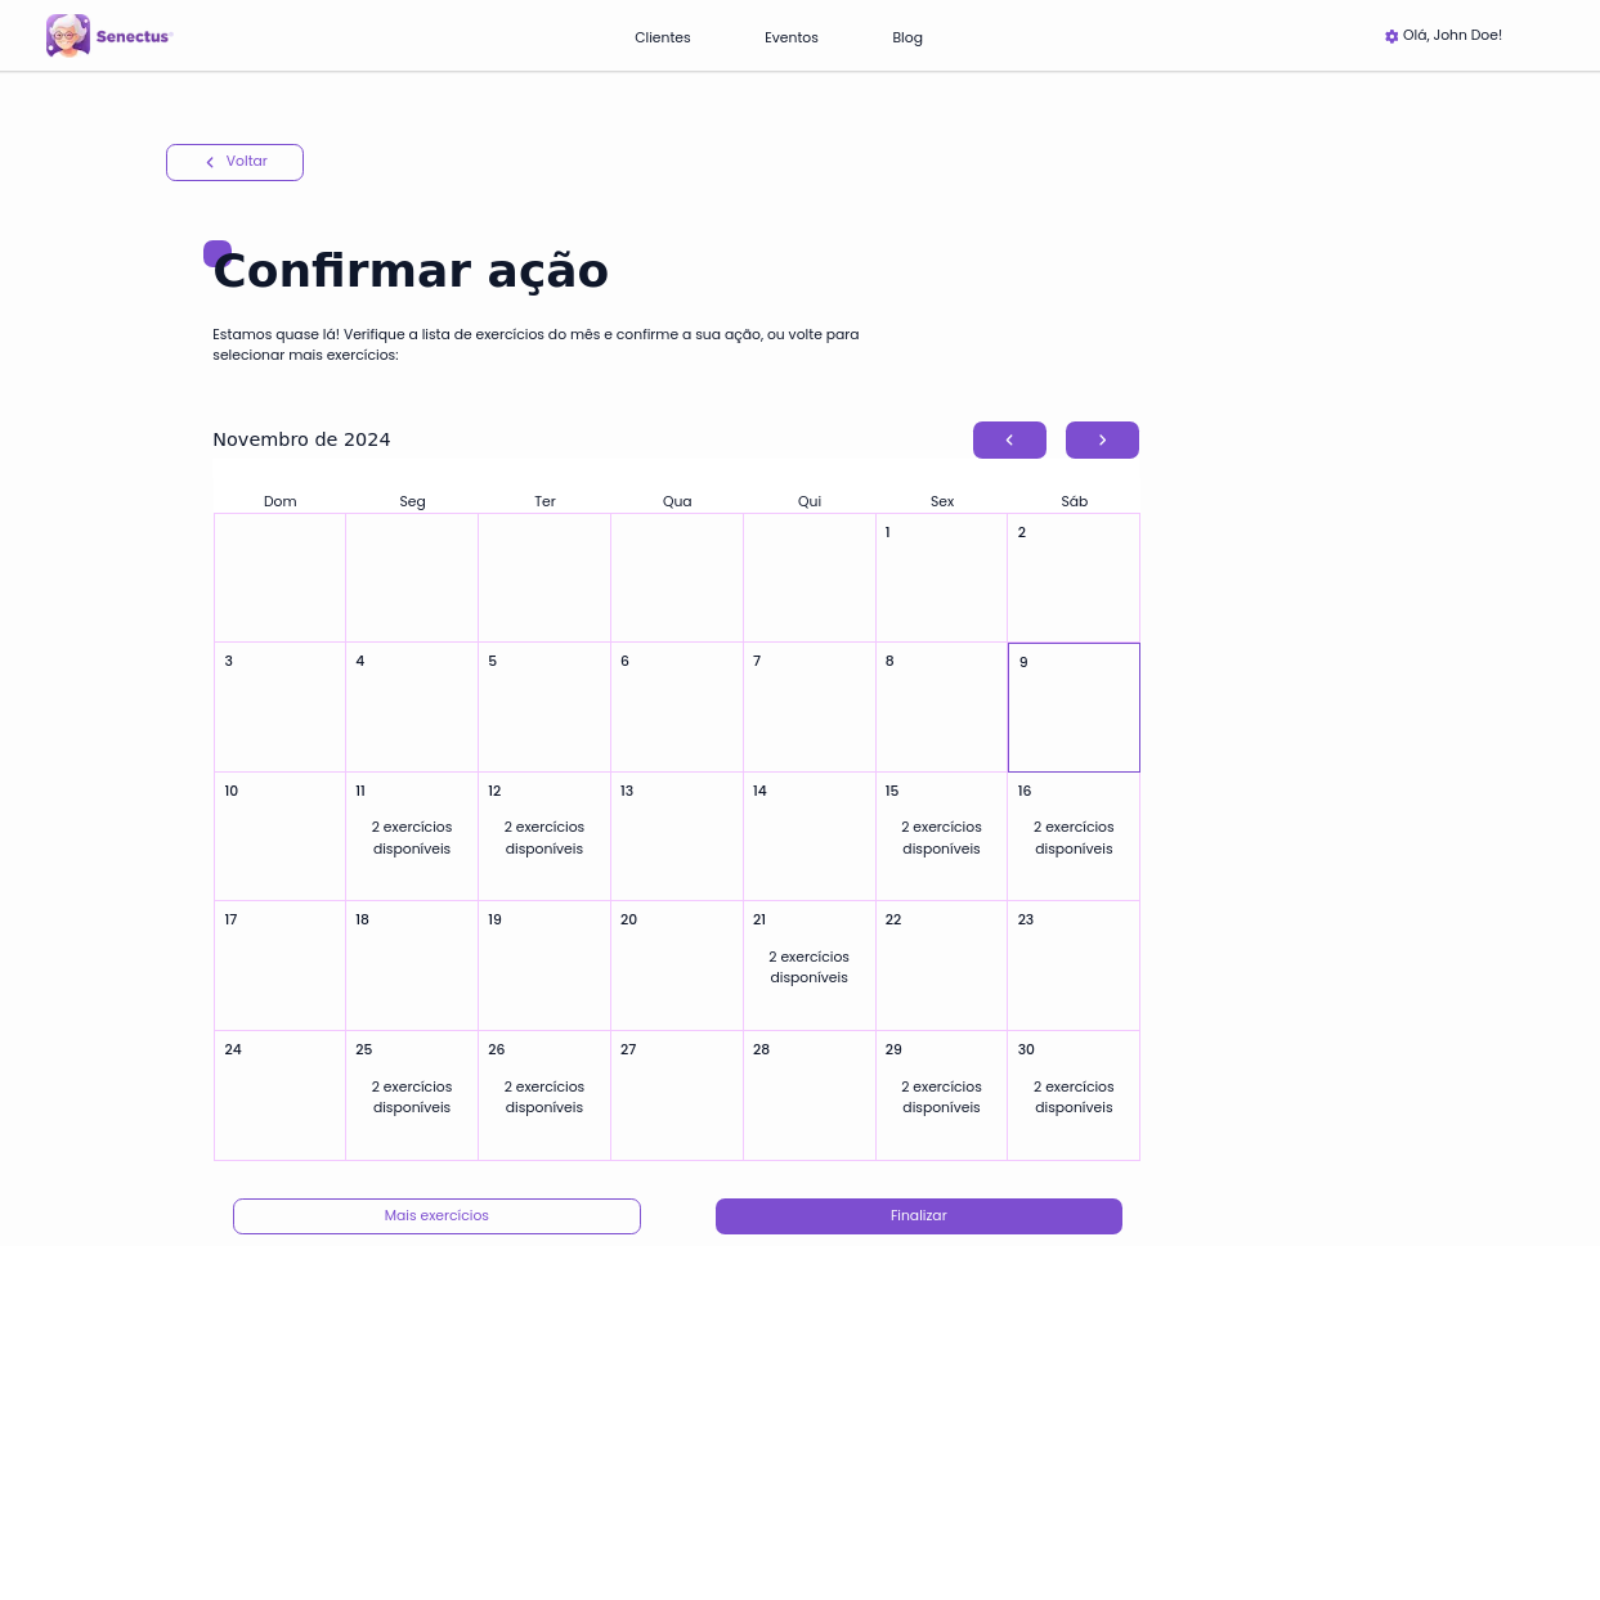 Senectus
Clientes Eventos Blog
Olá, John Doe!
Voltar
Confirmar ação
Estamos quase lá! Verifique a lista de exercícios do mês e confirme a sua ação, ou volte para
selecionar mais exercícios:
Novembro de 2024
Dom Seg Ter Qua Qui Sex Sáb
1 2
3 4 5 6 7 8 9
10 11 12 13 14 15 16
2 exercícios 2 exercícios 2 exercícios 2 exercícios
disponíveis disponíveis disponíveis disponíveis
17 18 19 20 21 22 23
2 exercícios
disponíveis
24 25 26 27 28 29 30
2 exercícios 2 exercícios 2 exercícios 2 exercícios
disponíveis disponíveis disponíveis disponíveis
Mais exercícios Finalizar